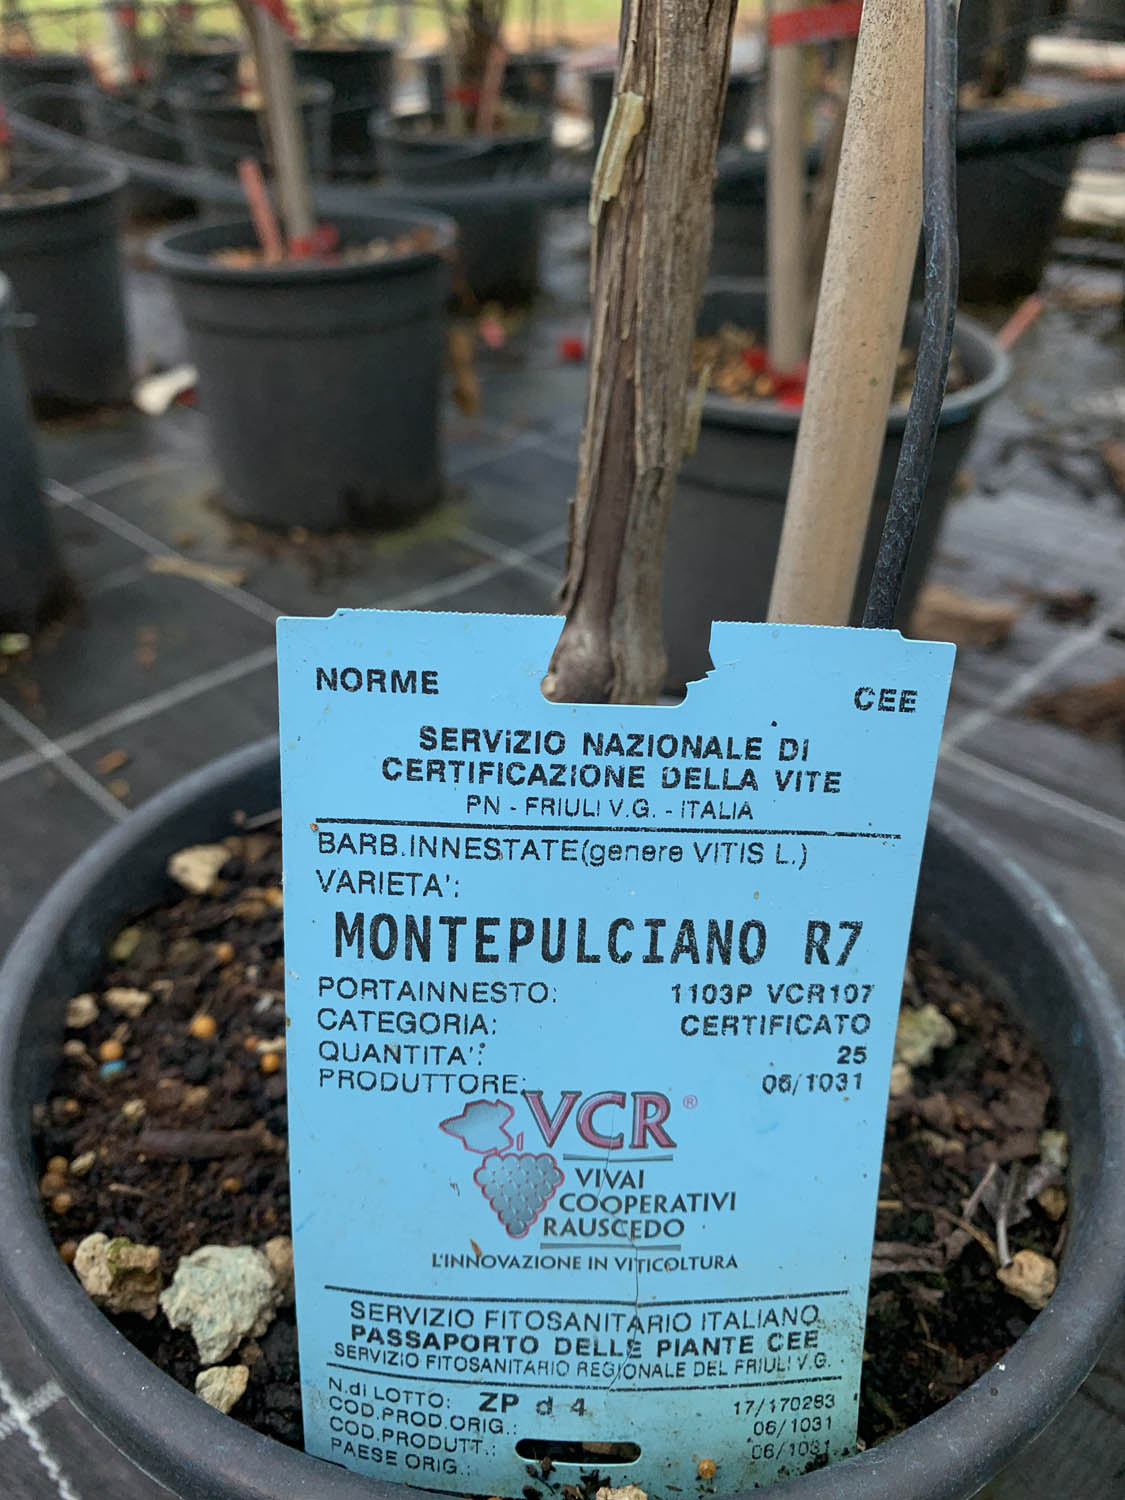 NORME CEE
SERVIZIO NAZIONALE DI
CERTIFICAZIONE DELLA VITE
PN - FRIULI V.G. - ITALIA
BARB.INNESTATE(genere VITIS L.)
VARIETA':
MONTEPULCIANO R7
PORTAINNESTO: 1103P VCR107
CATEGORIA: CERTIFICATO
QUANTITA': 25
PRODUTTORE: 06/1031
VCR®
VIVAI
COOPERATIVI
RAUSCEDO
L'INNOVAZIONE IN VITICOLTURA
SERVIZIO FITOSANITARIO ITALIANO
PASSAPORTO DELLE PIANTE CEE
SERVIZIO FITOSANITARIO REGIONALE DEL FRIULI V.G.
N.di LOTTO: ZP d 4 17/170283
COD.PROD.ORIG.: 06/1031
COD.PRODUTT.: 06/1031
PAESE ORIG.: